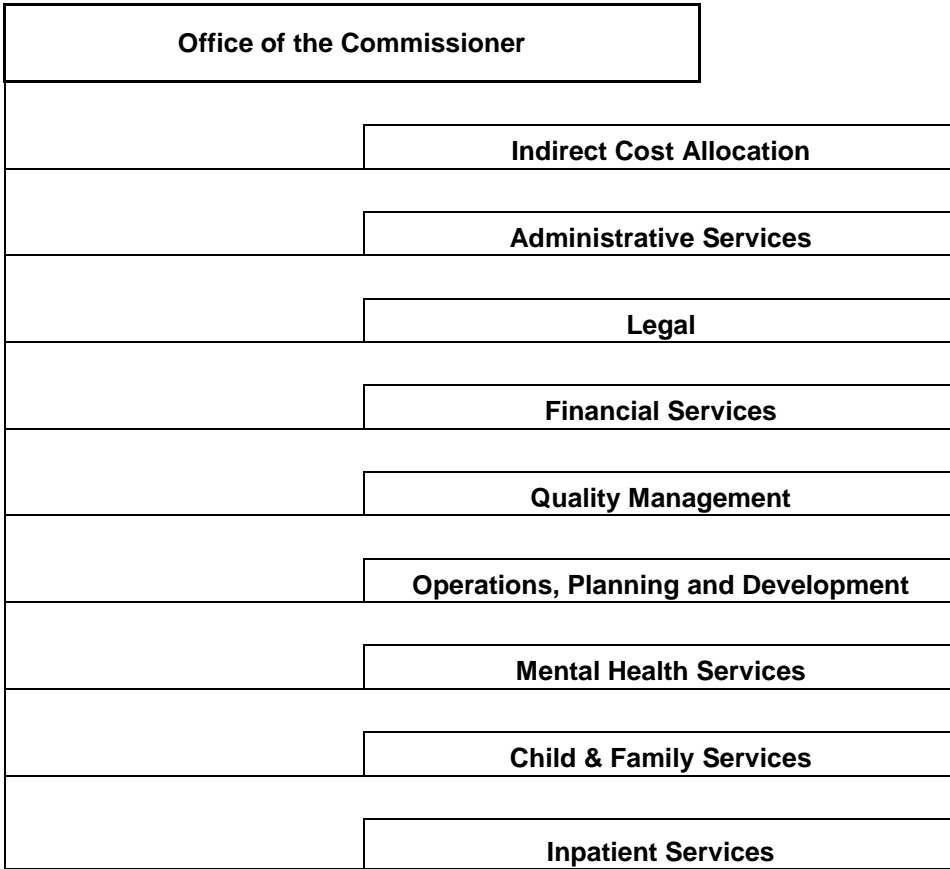 Office of the Commissioner
Indirect Cost Allocation
Administrative Services
Legal
Financial Services
Quality Management
Operations, Planning and Development
Mental Health Services
Child & Family Services
Inpatient Services